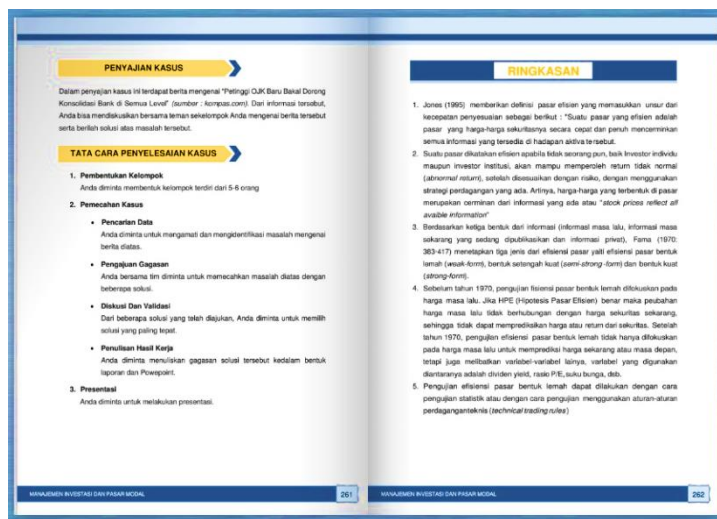 PENYAJIAN KASUS
Dalam penyajian kasus ini terdapat berita mengenai "Petinggi OJK Baru Bakal Dorong
Konsolidasi Bank di Semua Level" (sumber : kompas.com). Dari informasi tersebut,
Anda bisa mendiskusikan bersama teman sekelompok Anda mengenai berita tersebut
serta berilah solusi atas masalah tersebut.
TATA CARA PENYELESAIAN KASUS
1. Pembentukan Kelompok
Anda diminta membentuk kelompok terdiri dari 5-6 orang
2. Pemecahan Kasus
• Pencarian Data
Anda diminta untuk mengamati dan mengidentifikasi masalah mengenai
berita diatas.
• Pengajuan Gagasan
Anda bersama tim diminta untuk memecahkan masalah diatas dengan
beberapa solusi.
• Diskusi Dan Validasi
Dari beberapa solusi yang telah diajukan, Anda diminta untuk memilih
solusi yang paling tepat.
• Penulisan Hasil Kerja
Anda diminta menuliskan gagasan solusi tersebut kedalam bentuk
laporan dan Powepoint.
3. Presentasi
Anda diminta untuk melakukan presentasi.
MANAJEMEN INVESTASI DAN PASAR MODAL
261
RINGKASAN
1. Jones (1995) memberikan definisi pasar efisien yang memasukkan unsur dari
kecepatan penyesuaian sebagai berikut : "Suatu pasar yang efisien adalah
pasar yang harga-harga sekuritasnya secara cepat dan penuh mencerminkan
semua informasi yang tersedia di hadapan aktiva tersebut.
2. Suatu pasar dikatakan efisien apabila tidak seorang pun, baik Investor individu
maupun investor institusi, akan mampu memperoleh return tidak normal
(abnormal return), setelah disesuaikan dengan risiko, dengan menggunakan
strategi perdagangan yang ada. Artinya, harga-harga yang terbentuk di pasar
merupakan cerminan dari informasi yang ada atau "stock prices reflect all
avaible information"
3. Berdasarkan ketiga bentuk dari informasi (informasi masa lalu, informasi masa
sekarang yang sedang dipublikasikan dan informasi privat), Fama (1970;
383-417) menetapkan tiga jenis dari efisiensi pasar yaiti efisiensi pasar bentuk
lemah (weak-form), bentuk setengah kuat (semi-strong -form) dan bentuk kuat
(strong-form).
4. Sebelum tahun 1970, pengujian fisiensi pasar bentuk lemah difokuskan pada
harga masa lalu. Jika HPE (Hipotesis Pasar Efisien) benar maka peubahan
harga masa lalu tidak berhubungan dengan harga sekuritas sekarang,
sehingga tidak dapat memprediksikan harga atau return dari sekuritas. Setelah
tahun 1970, pengujian efisiensi pasar bentuk lemah tidak hanya difokuskan
pada harga masa lalu untuk memprediksi harga sekarang atau masa depan,
tetapi juga melibatkan variabel-variabel lainya, variabel yang digunakan
diantaranya adalah dividen yield, rasio P/E, suku bunga, dsb.
5. Pengujian efisiensi pasar bentuk lemah dapat dilakukan dengan cara
pengujian statistik atau dengan cara pengujian menggunakan aturan-aturan
perdaganganteknis (technical trading rules)
MANAJEMEN INVESTASI DAN PASAR MODAL
262